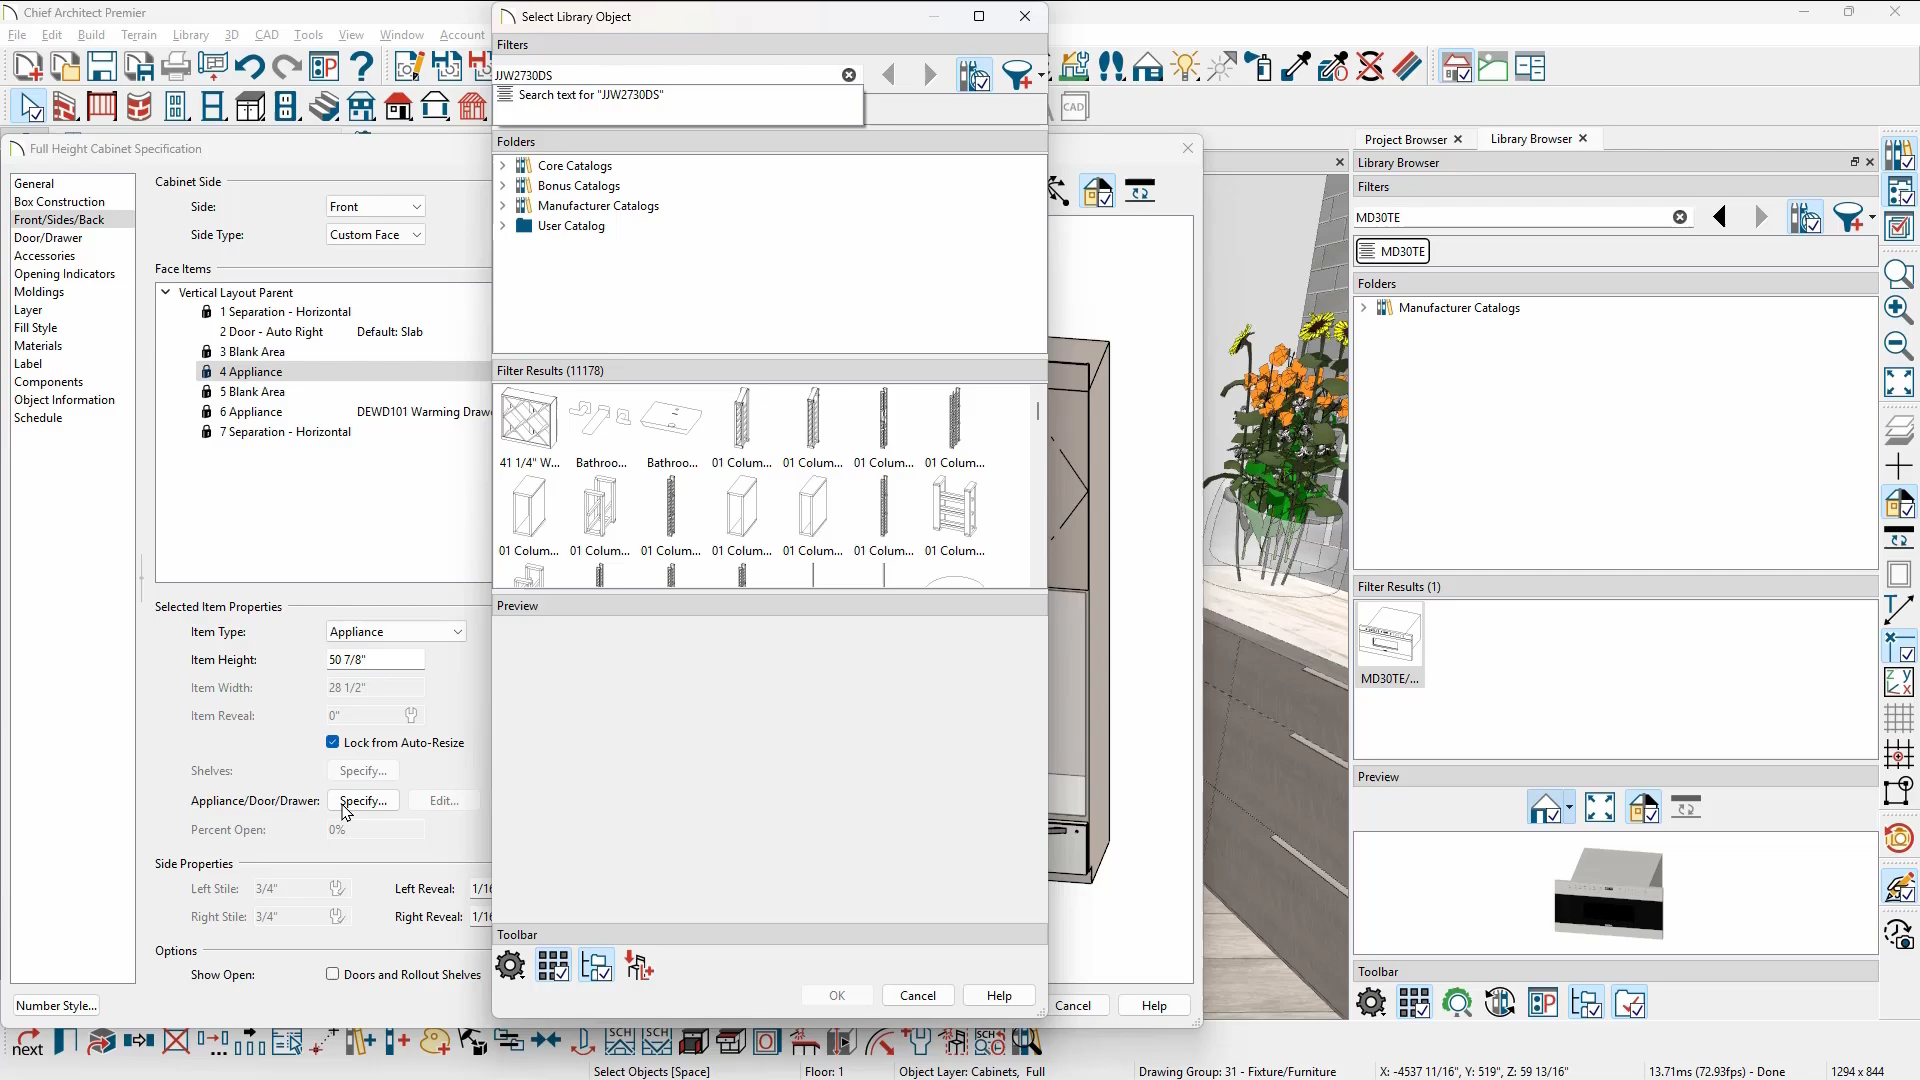 Chief Architect Premier
File Edit Build Terrain Library 3D CAD Tools View Window Account
Select Library Object
Filters
JJW2730DS
Search text for "JJW2730DS"
Folders
Core Catalogs
Bonus Catalogs
Manufacturer Catalogs
User Catalog
Filter Results (11178)
41 1/4" W... Bathroo... Bathroo... 01 Colum... 01 Colum... 01 Colum... 01 Colum...
01 Colum... 01 Colum... 01 Colum... 01 Colum... 01 Colum... 01 Colum... 01 Colum...
Preview
Toolbar
OK Cancel Help
Full Height Cabinet Specification
General
Box Construction
Front/Sides/Back
Door/Drawer
Accessories
Opening Indicators
Moldings
Layer
Fill Style
Materials
Label
Components
Object Information
Schedule
Number Style...
Cabinet Side
Side: Front
Side Type: Custom Face
Face Items
Vertical Layout Parent
1 Separation - Horizontal
2 Door - Auto Right Default: Slab
3 Blank Area
4 Appliance
5 Blank Area
6 Appliance DEWD101 Warming Draw
7 Separation - Horizontal
Selected Item Properties
Item Type: Appliance
Item Height: 50 7/8"
Item Width: 28 1/2"
Item Reveal: 0"
Lock from Auto-Resize
Shelves: Specify...
Appliance/Door/Drawer: Specify... Edit...
Percent Open: 0%
Side Properties
Left Stile: 3/4" Left Reveal: 1/16
Right Stile: 3/4" Right Reveal: 1/16
Options
Show Open: Doors and Rollout Shelves
Cancel Help
CAD
Project Browser Library Browser
Library Browser
Filters
MD30TE
MD30TE
Folders
Manufacturer Catalogs
Filter Results (1)
MD30TE/...
Preview
Toolbar
next
SCH SCH SCH
Select Objects [Space] Floor: 1 Object Layer: Cabinets, Full Drawing Group: 31 - Fixture/Furniture X: -4537 11/16", Y: 519", Z: 59 13/16" 13.71ms (72.93fps) - Done 1294 x 844